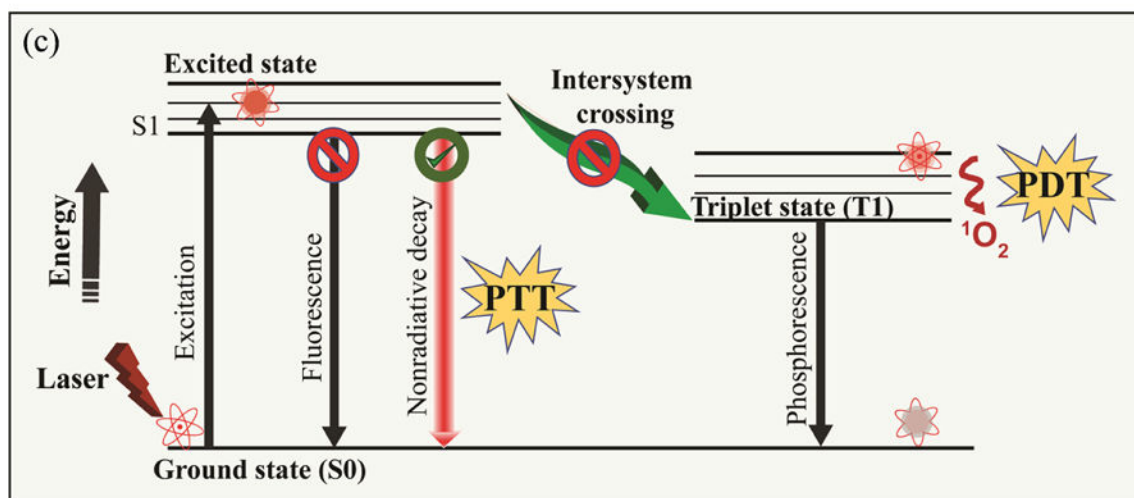 (c)
Excited state
S1
Intersystem
crossing
Energy
Excitation
Fluorescence
Nonradiative decay
PTT
Triplet state (T1)
¹O₂
PDT
Phosphorescence
Laser
Ground state (S0)